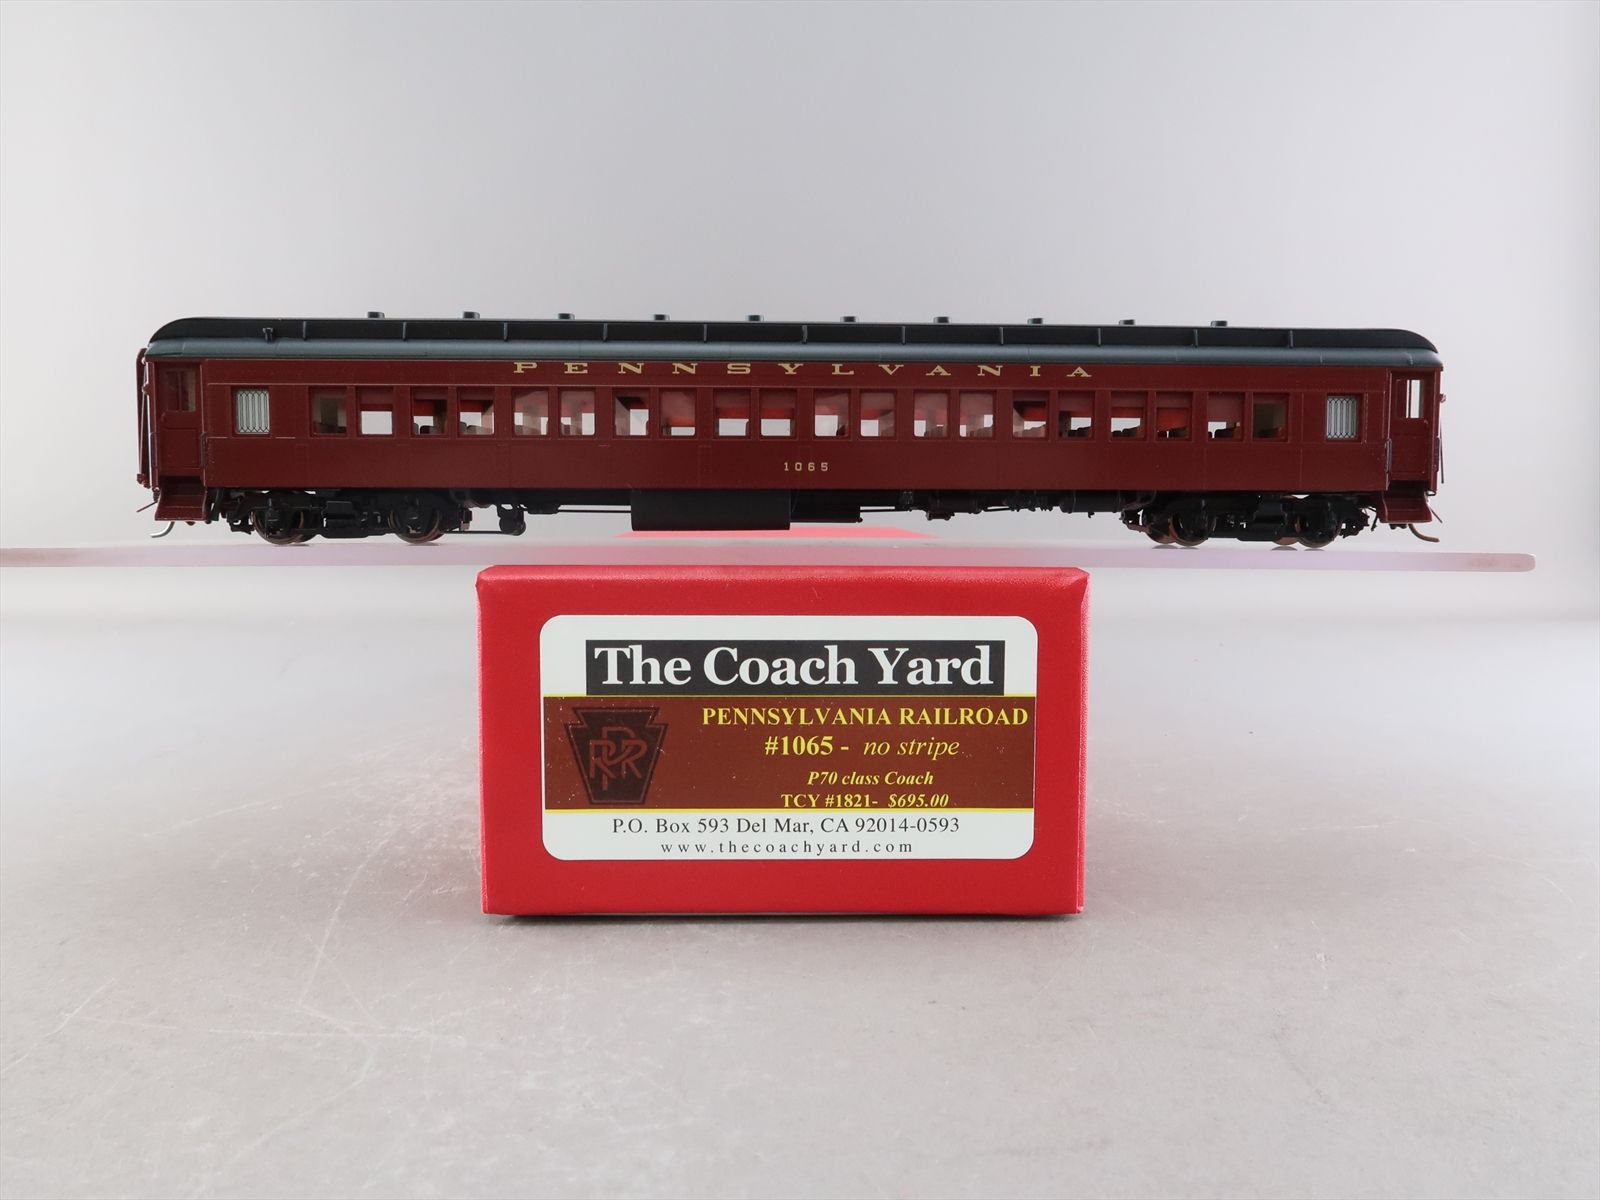 PENNSYLVANIA
1065
The Coach Yard
PENNSYLVANIA RAILROAD
#1065 - no stripe
PRR
P70 class Coach
TCY #1821- $695.00
P.O. Box 593 Del Mar, CA 92014-0593
www.thecoachyard.com